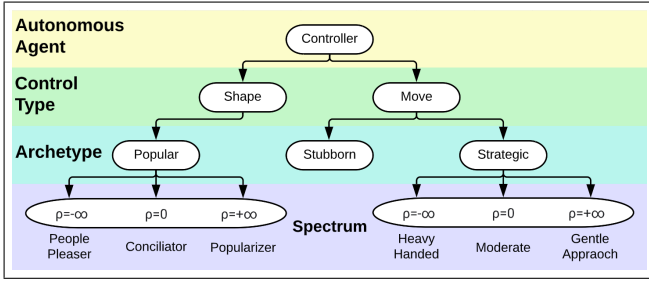 Autonomous
Agent
Controller
Control
Type
Shape
Move
Archetype
Popular
Stubborn
Strategic
ρ=-∞
ρ=0
ρ=+∞
ρ=-∞
ρ=0
ρ=+∞
Spectrum
People
Pleaser
Conciliator
Popularizer
Heavy
Handed
Moderate
Gentle
Appraoch